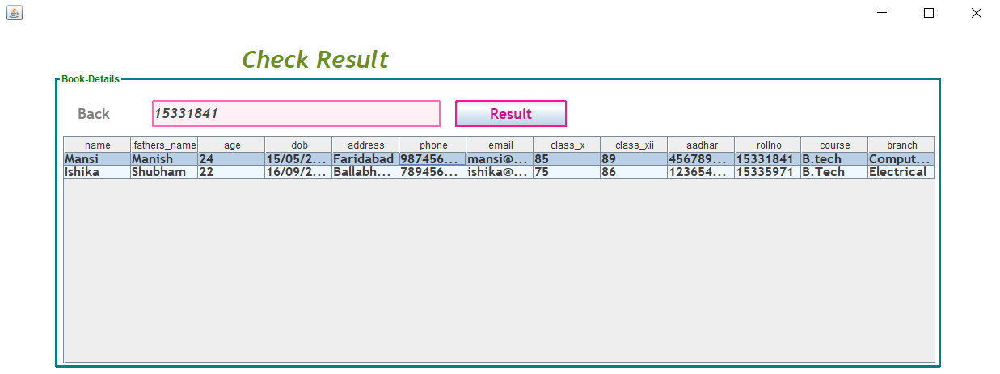 Check Result
Book-Details
Back 15331841 Result
name fathers_name age dob address phone email class_x class_xii aadhar rollno course branch
Mansi Manish 24 15/05/2... Faridabad 987456... mansi@... 85 89 456789... 15331841 B.tech Comput...
Ishika Shubham 22 16/09/2... Ballabh... 789456... ishika@... 75 86 123654... 15335971 B.Tech Electrical